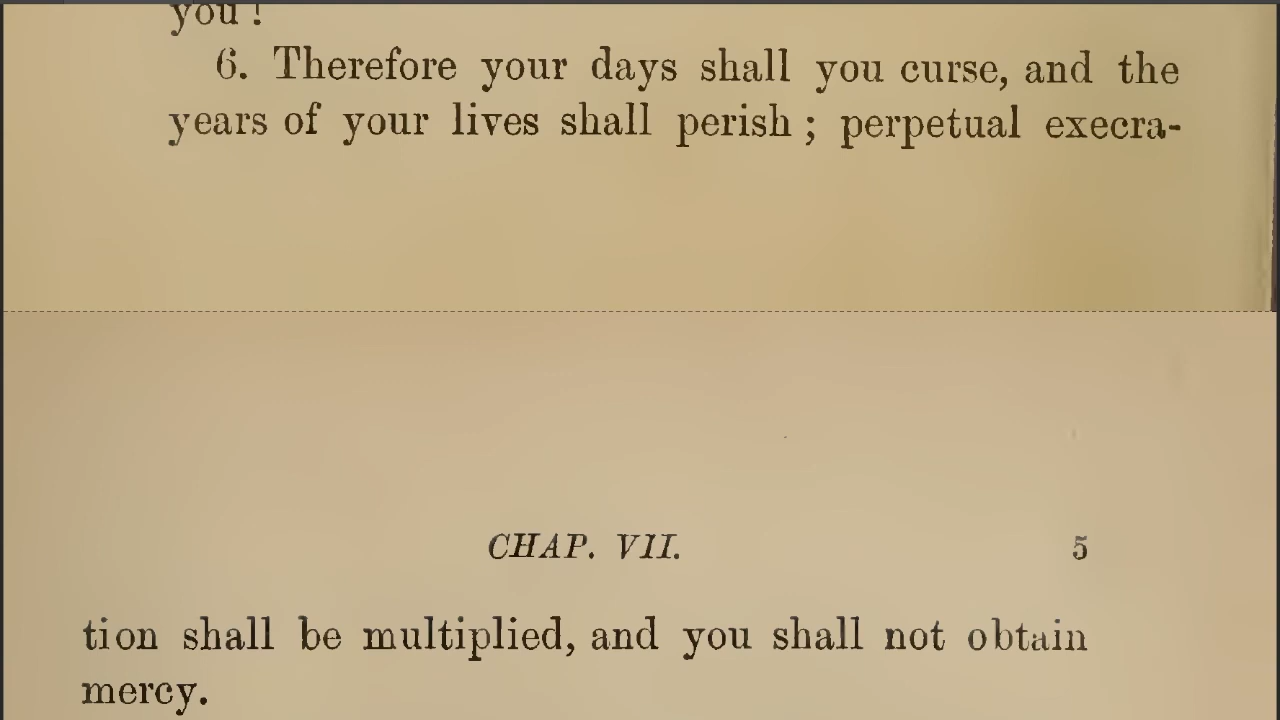 you !
6. Therefore your days shall you curse, and the
years of your lives shall perish ; perpetual execra-
CHAP. VII. 5
tion shall be multiplied, and you shall not obtain
mercy.